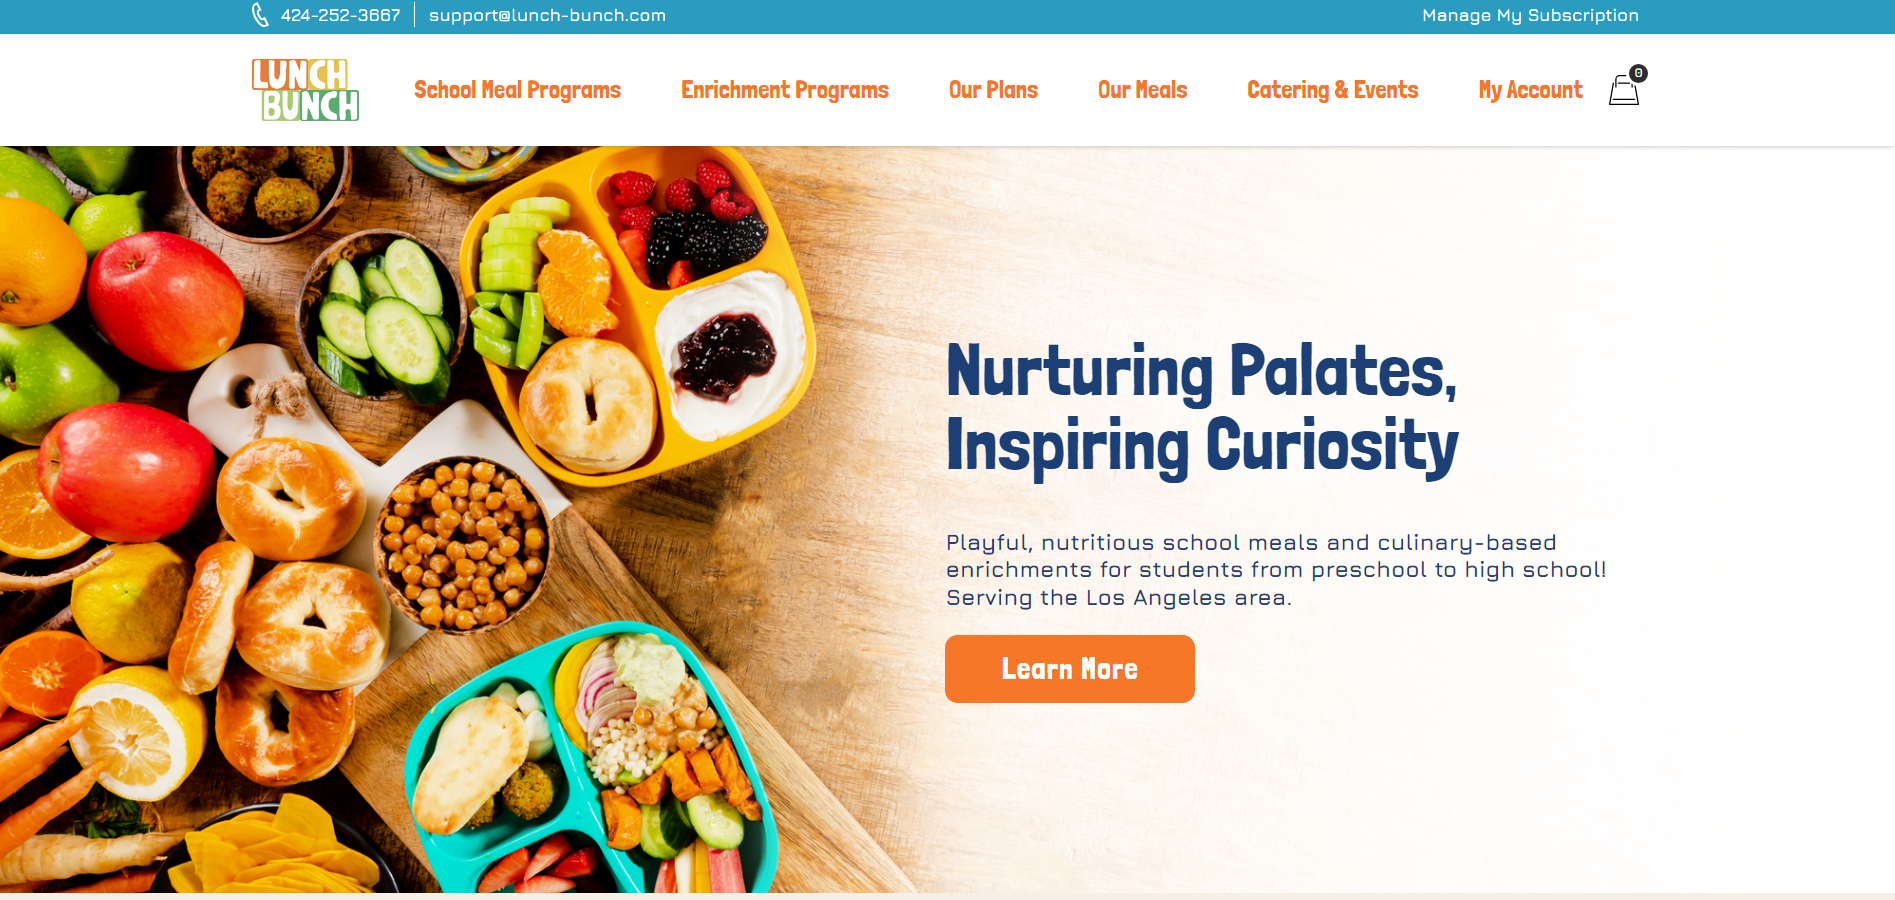 424-252-3667
support@lunch-bunch.com
Manage My Subscription
LUNCH
BUNCH
School Meal Programs
Enrichment Programs
Our Plans
Our Meals
Catering & Events
My Account
0
Nurturing Palates,
Inspiring Curiosity
Playful, nutritious school meals and culinary-based
enrichments for students from preschool to high school!
Serving the Los Angeles area.
Learn More